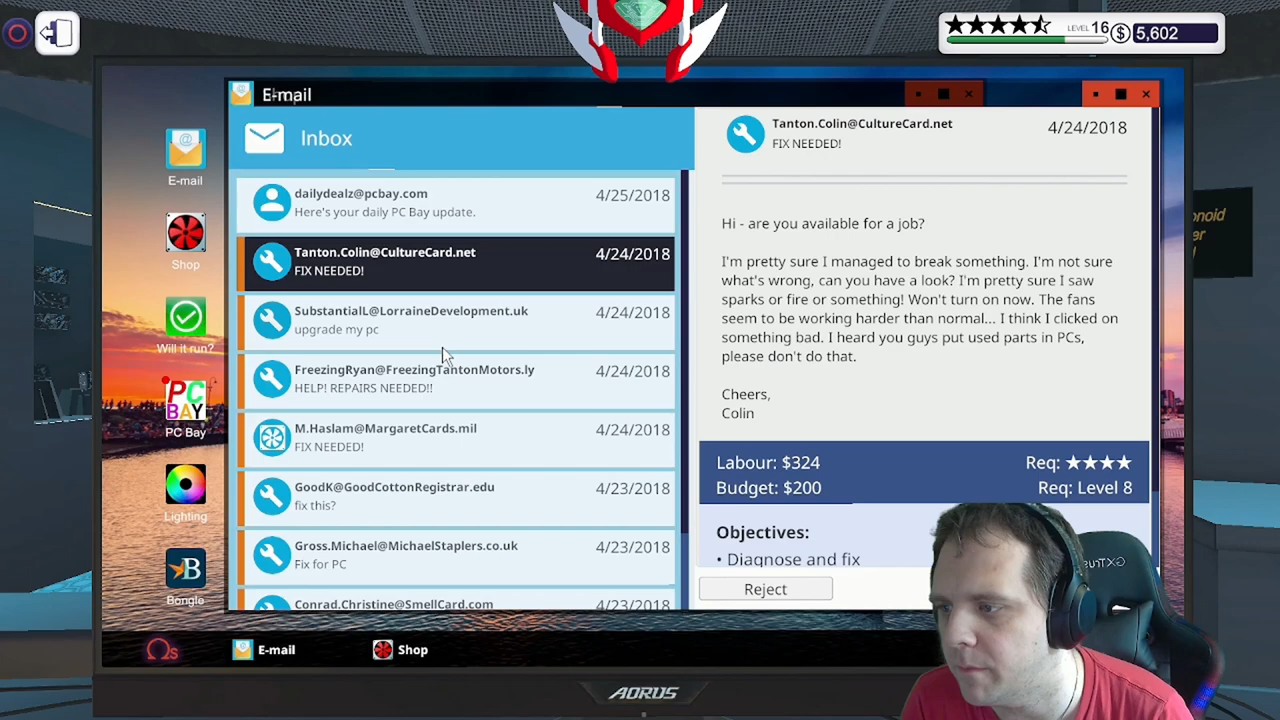 LEVEL 16 $ 5,602
E-mail
Inbox
dailydealz@pcbay.com 4/25/2018
Here's your daily PC Bay update.
Tanton.Colin@CultureCard.net 4/24/2018
FIX NEEDED!
SubstantialL@LorraineDevelopment.uk 4/24/2018
upgrade my pc
FreezingRyan@FreezingTantonMotors.ly 4/24/2018
HELP! REPAIRS NEEDED!!
M.Haslam@MargaretCards.mil 4/24/2018
FIX NEEDED!
GoodK@GoodCottonRegistrar.edu 4/23/2018
fix this?
Gross.Michael@MichaelStaplers.co.uk 4/23/2018
Fix for PC
Conrad.Christine@SmellCard.com 4/23/2018
Tanton.Colin@CultureCard.net 4/24/2018
FIX NEEDED!
Hi - are you available for a job?
I'm pretty sure I managed to break something. I'm not sure
what's wrong, can you have a look? I'm pretty sure I saw
sparks or fire or something! Won't turn on now. The fans
seem to be working harder than normal... I think I clicked on
something bad. I heard you guys put used parts in PCs,
please don't do that.
Cheers,
Colin
Labour: $324 Req: ★★★★
Budget: $200 Req: Level 8
Objectives:
• Diagnose and fix
Reject
E-mail
Shop
Will it run?
PC
BAY
PC Bay
Lighting
B
Bongle
Ωs E-mail Shop
AORUS
onoid
er
GXTrust